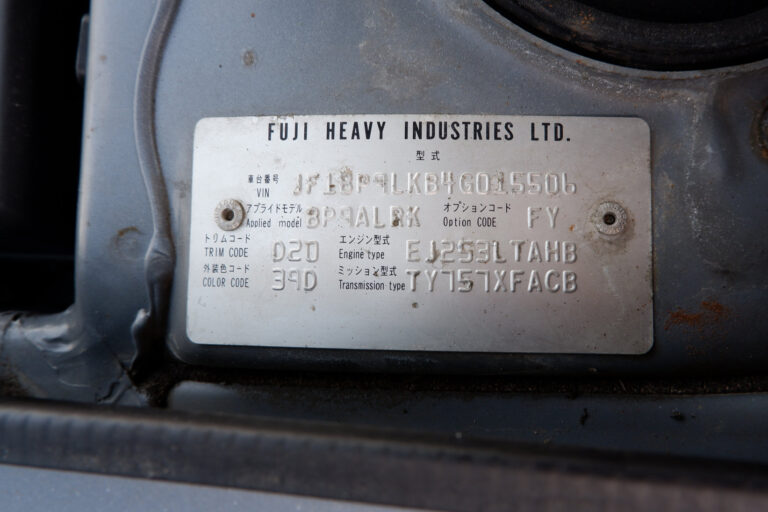 FUJI HEAVY INDUSTRIES LTD.
型式
車台番号 VIN JF1BP9LKB4G015506
アプライドモデル Applied model BP9ALRK オプションコード Option CODE FY
トリムコード TRIM CODE D20 エンジン型式 Engine type EJ253LTAHB
外装色コード COLOR CODE 39D ミッション型式 Transmission type TY757XFACB